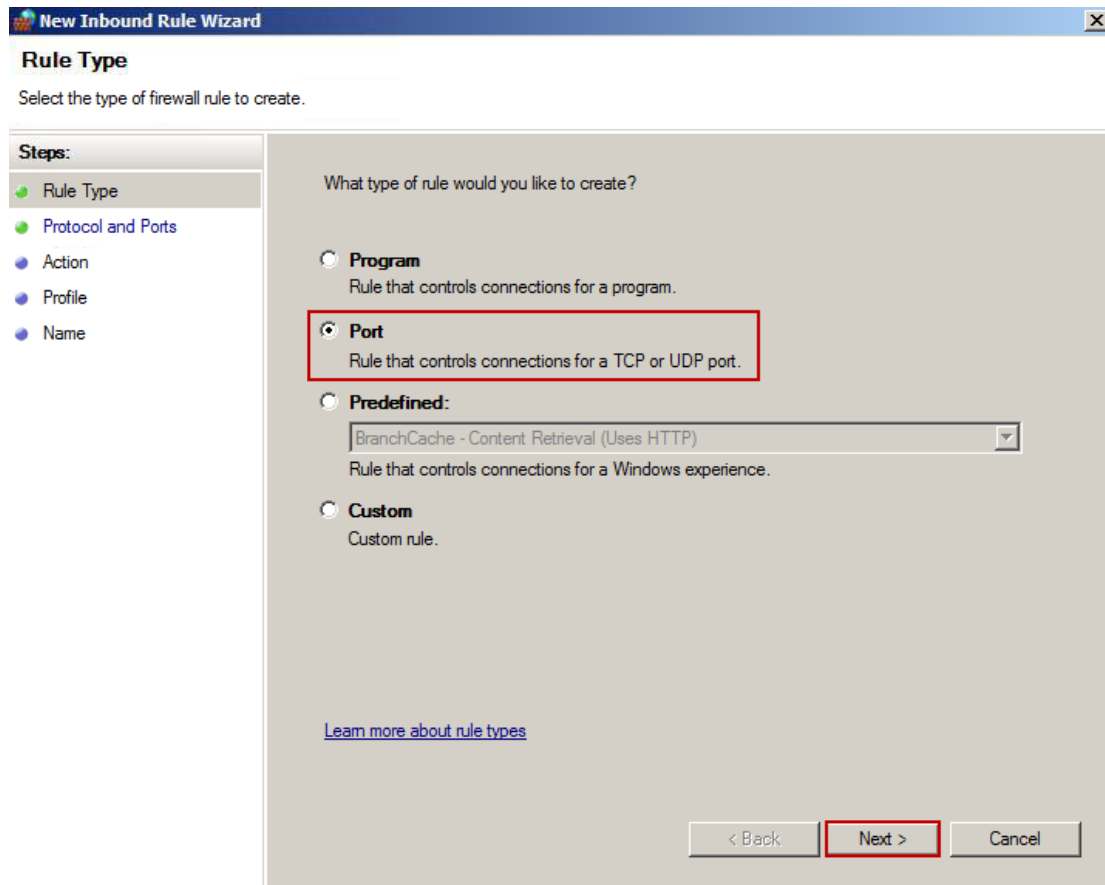 New Inbound Rule Wizard
Rule Type
Select the type of firewall rule to create.
Steps:
Rule Type
Protocol and Ports
Action
Profile
Name
What type of rule would you like to create?
Program
Rule that controls connections for a program.
Port
Rule that controls connections for a TCP or UDP port.
Predefined:
BranchCache - Content Retrieval (Uses HTTP)
Rule that controls connections for a Windows experience.
Custom
Custom rule.
Learn more about rule types
< Back
Next >
Cancel